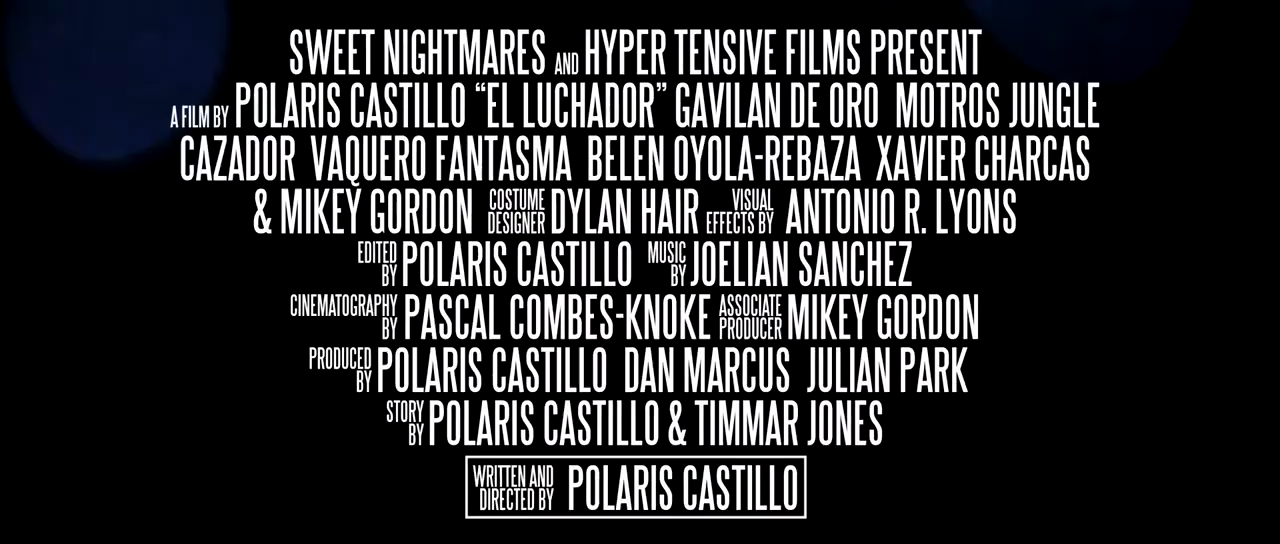 SWEET NIGHTMARES AND HYPER TENSIVE FILMS PRESENT
A FILM BY POLARIS CASTILLO “EL LUCHADOR” GAVILAN DE ORO MOTROS JUNGLE
CAZADOR VAQUERO FANTASMA BELEN OYOLA-REBAZA XAVIER CHARCAS
& MIKEY GORDON COSTUME DESIGNER DYLAN HAIR VISUAL EFFECTS BY ANTONIO R. LYONS
EDITED BY POLARIS CASTILLO MUSIC BY JOELIAN SANCHEZ
CINEMATOGRAPHY BY PASCAL COMBES-KNOKE ASSOCIATE PRODUCER MIKEY GORDON
PRODUCED BY POLARIS CASTILLO DAN MARCUS JULIAN PARK
STORY BY POLARIS CASTILLO & TIMMAR JONES
WRITTEN AND DIRECTED BY POLARIS CASTILLO